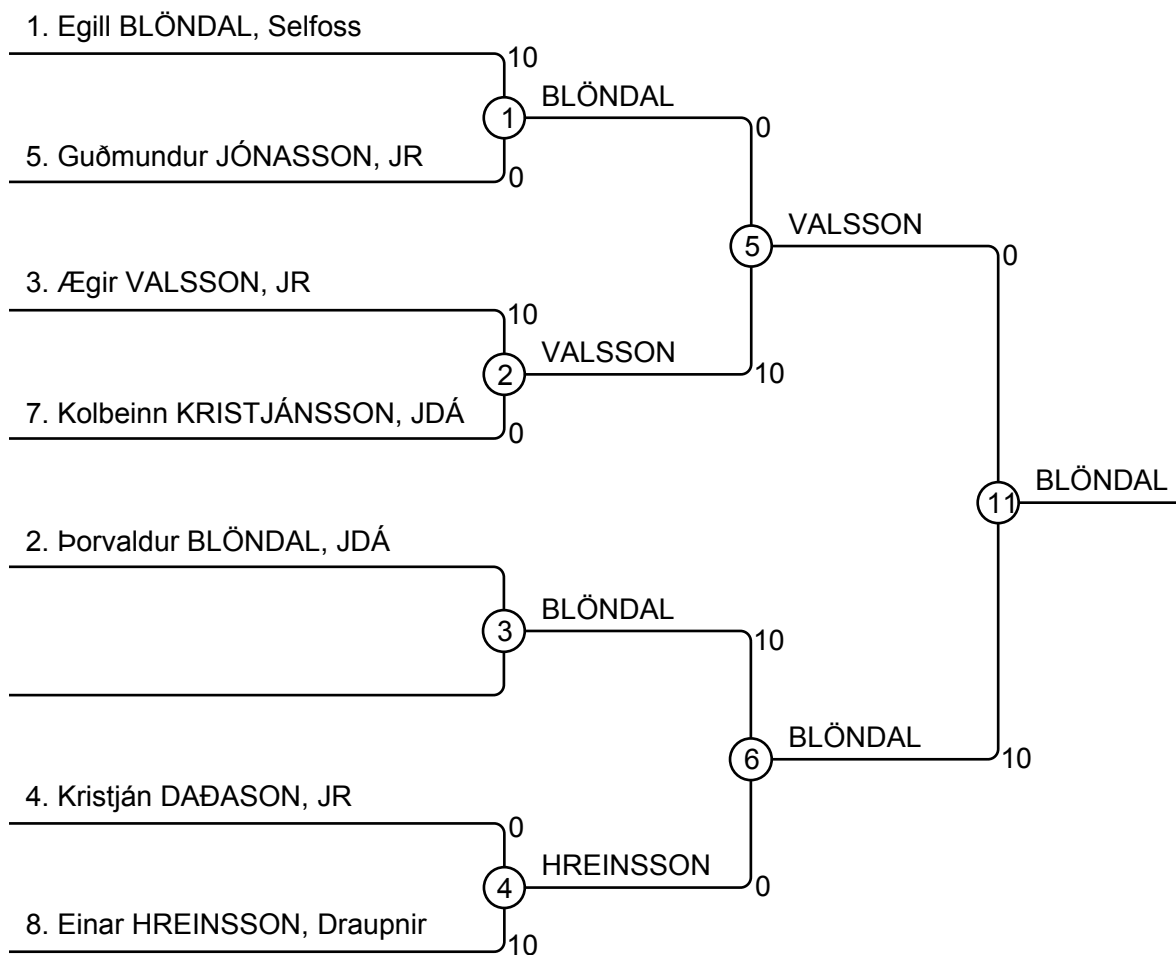 1. Egill BLÖNDAL, Selfoss
10
BLÖNDAL
1
0
5. Guðmundur JÓNASSON, JR
0
VALSSON
5
0
3. Ægir VALSSON, JR
10
VALSSON
2
10
7. Kolbeinn KRISTJÁNSSON, JDÁ
0
BLÖNDAL
11
2. Þorvaldur BLÖNDAL, JDÁ
BLÖNDAL
3
10
BLÖNDAL
6
10
4. Kristján DAÐASON, JR
0
HREINSSON
4
0
8. Einar HREINSSON, Draupnir
10